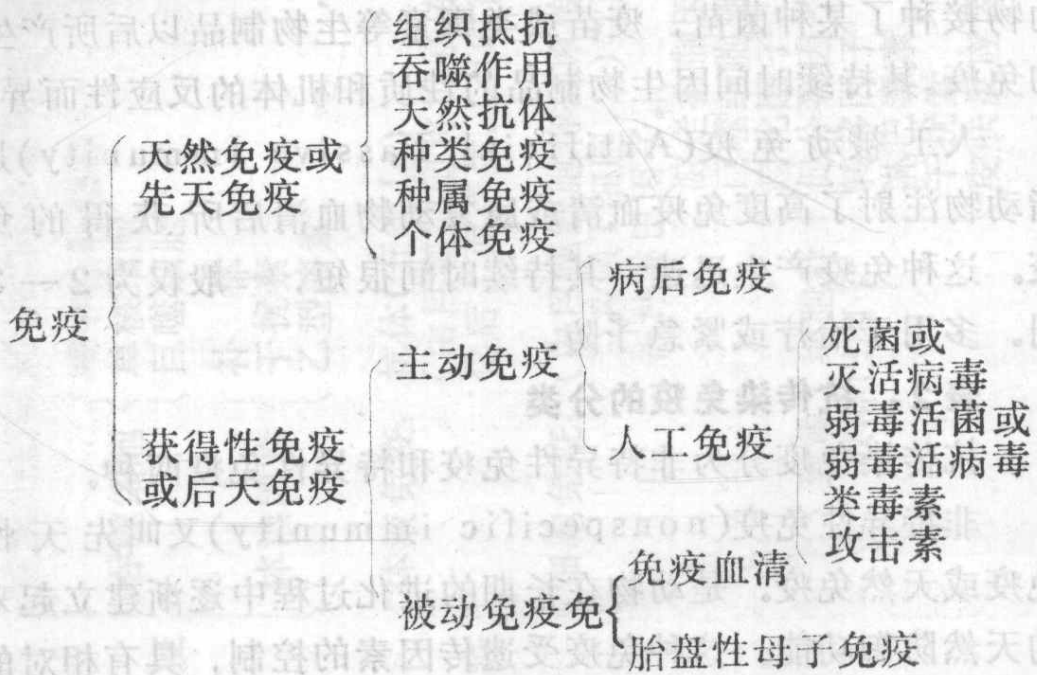 组织抵抗
吞噬作用
天然抗体
天然免疫或
种类免疫
先天免疫
种属免疫
个体免疫
病后免疫
免疫
死菌或
主动免疫
灭活病毒
弱毒活菌或
获得性免疫
人工免疫
弱毒活病毒
或后天免疫
类毒素
攻击素
免疫血清
被动免疫免
胎盘性母子免疫